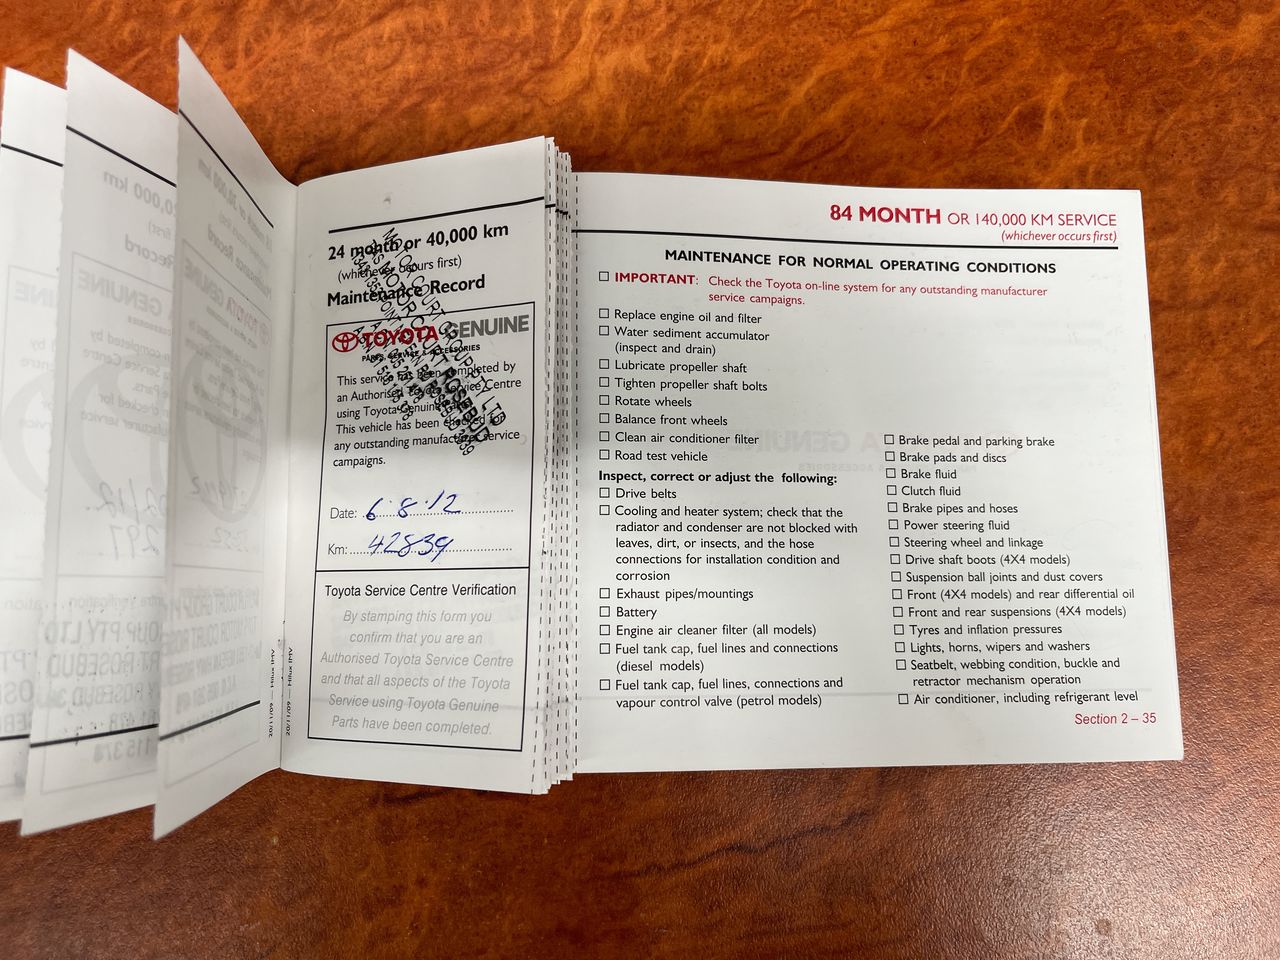 24 month or 40,000 km
(whichever occurs first)
Maintenance Record
TOYOTA GENUINE
PARTS, SERVICE & ACCESSORIES
This service has been completed by
an Authorised Toyota Service Centre
using Toyota Genuine
This vehicle has been checked for
any outstanding manufacturer service
campaigns.
Date: 6.8.12
Km: 42839
Toyota Service Centre Verification
By stamping this form you
confirm that you are an
Authorised Toyota Service Centre
and that all aspects of the Toyota
Service using Toyota Genuine
Parts have been completed.
20/11/09 — Hilux IMV
20/11/09 — Hilux IMV
84 MONTH OR 140,000 KM SERVICE
(whichever occurs first)
MAINTENANCE FOR NORMAL OPERATING CONDITIONS
IMPORTANT: Check the Toyota on-line system for any outstanding manufacturer
service campaigns.
Replace engine oil and filter
Water sediment accumulator
(inspect and drain)
Lubricate propeller shaft
Tighten propeller shaft bolts
Rotate wheels
Balance front wheels
Clean air conditioner filter
Road test vehicle
Inspect, correct or adjust the following:
Drive belts
Cooling and heater system; check that the
radiator and condenser are not blocked with
leaves, dirt, or insects, and the hose
connections for installation condition and
corrosion
Exhaust pipes/mountings
Battery
Engine air cleaner filter (all models)
Fuel tank cap, fuel lines and connections
(diesel models)
Fuel tank cap, fuel lines, connections and
vapour control valve (petrol models)
Brake pedal and parking brake
Brake pads and discs
Brake fluid
Clutch fluid
Brake pipes and hoses
Power steering fluid
Steering wheel and linkage
Drive shaft boots (4X4 models)
Suspension ball joints and dust covers
Front (4X4 models) and rear differential oil
Front and rear suspensions (4X4 models)
Tyres and inflation pressures
Lights, horns, wipers and washers
Seatbelt, webbing condition, buckle and
retractor mechanism operation
Air conditioner, including refrigerant level
Section 2 – 35